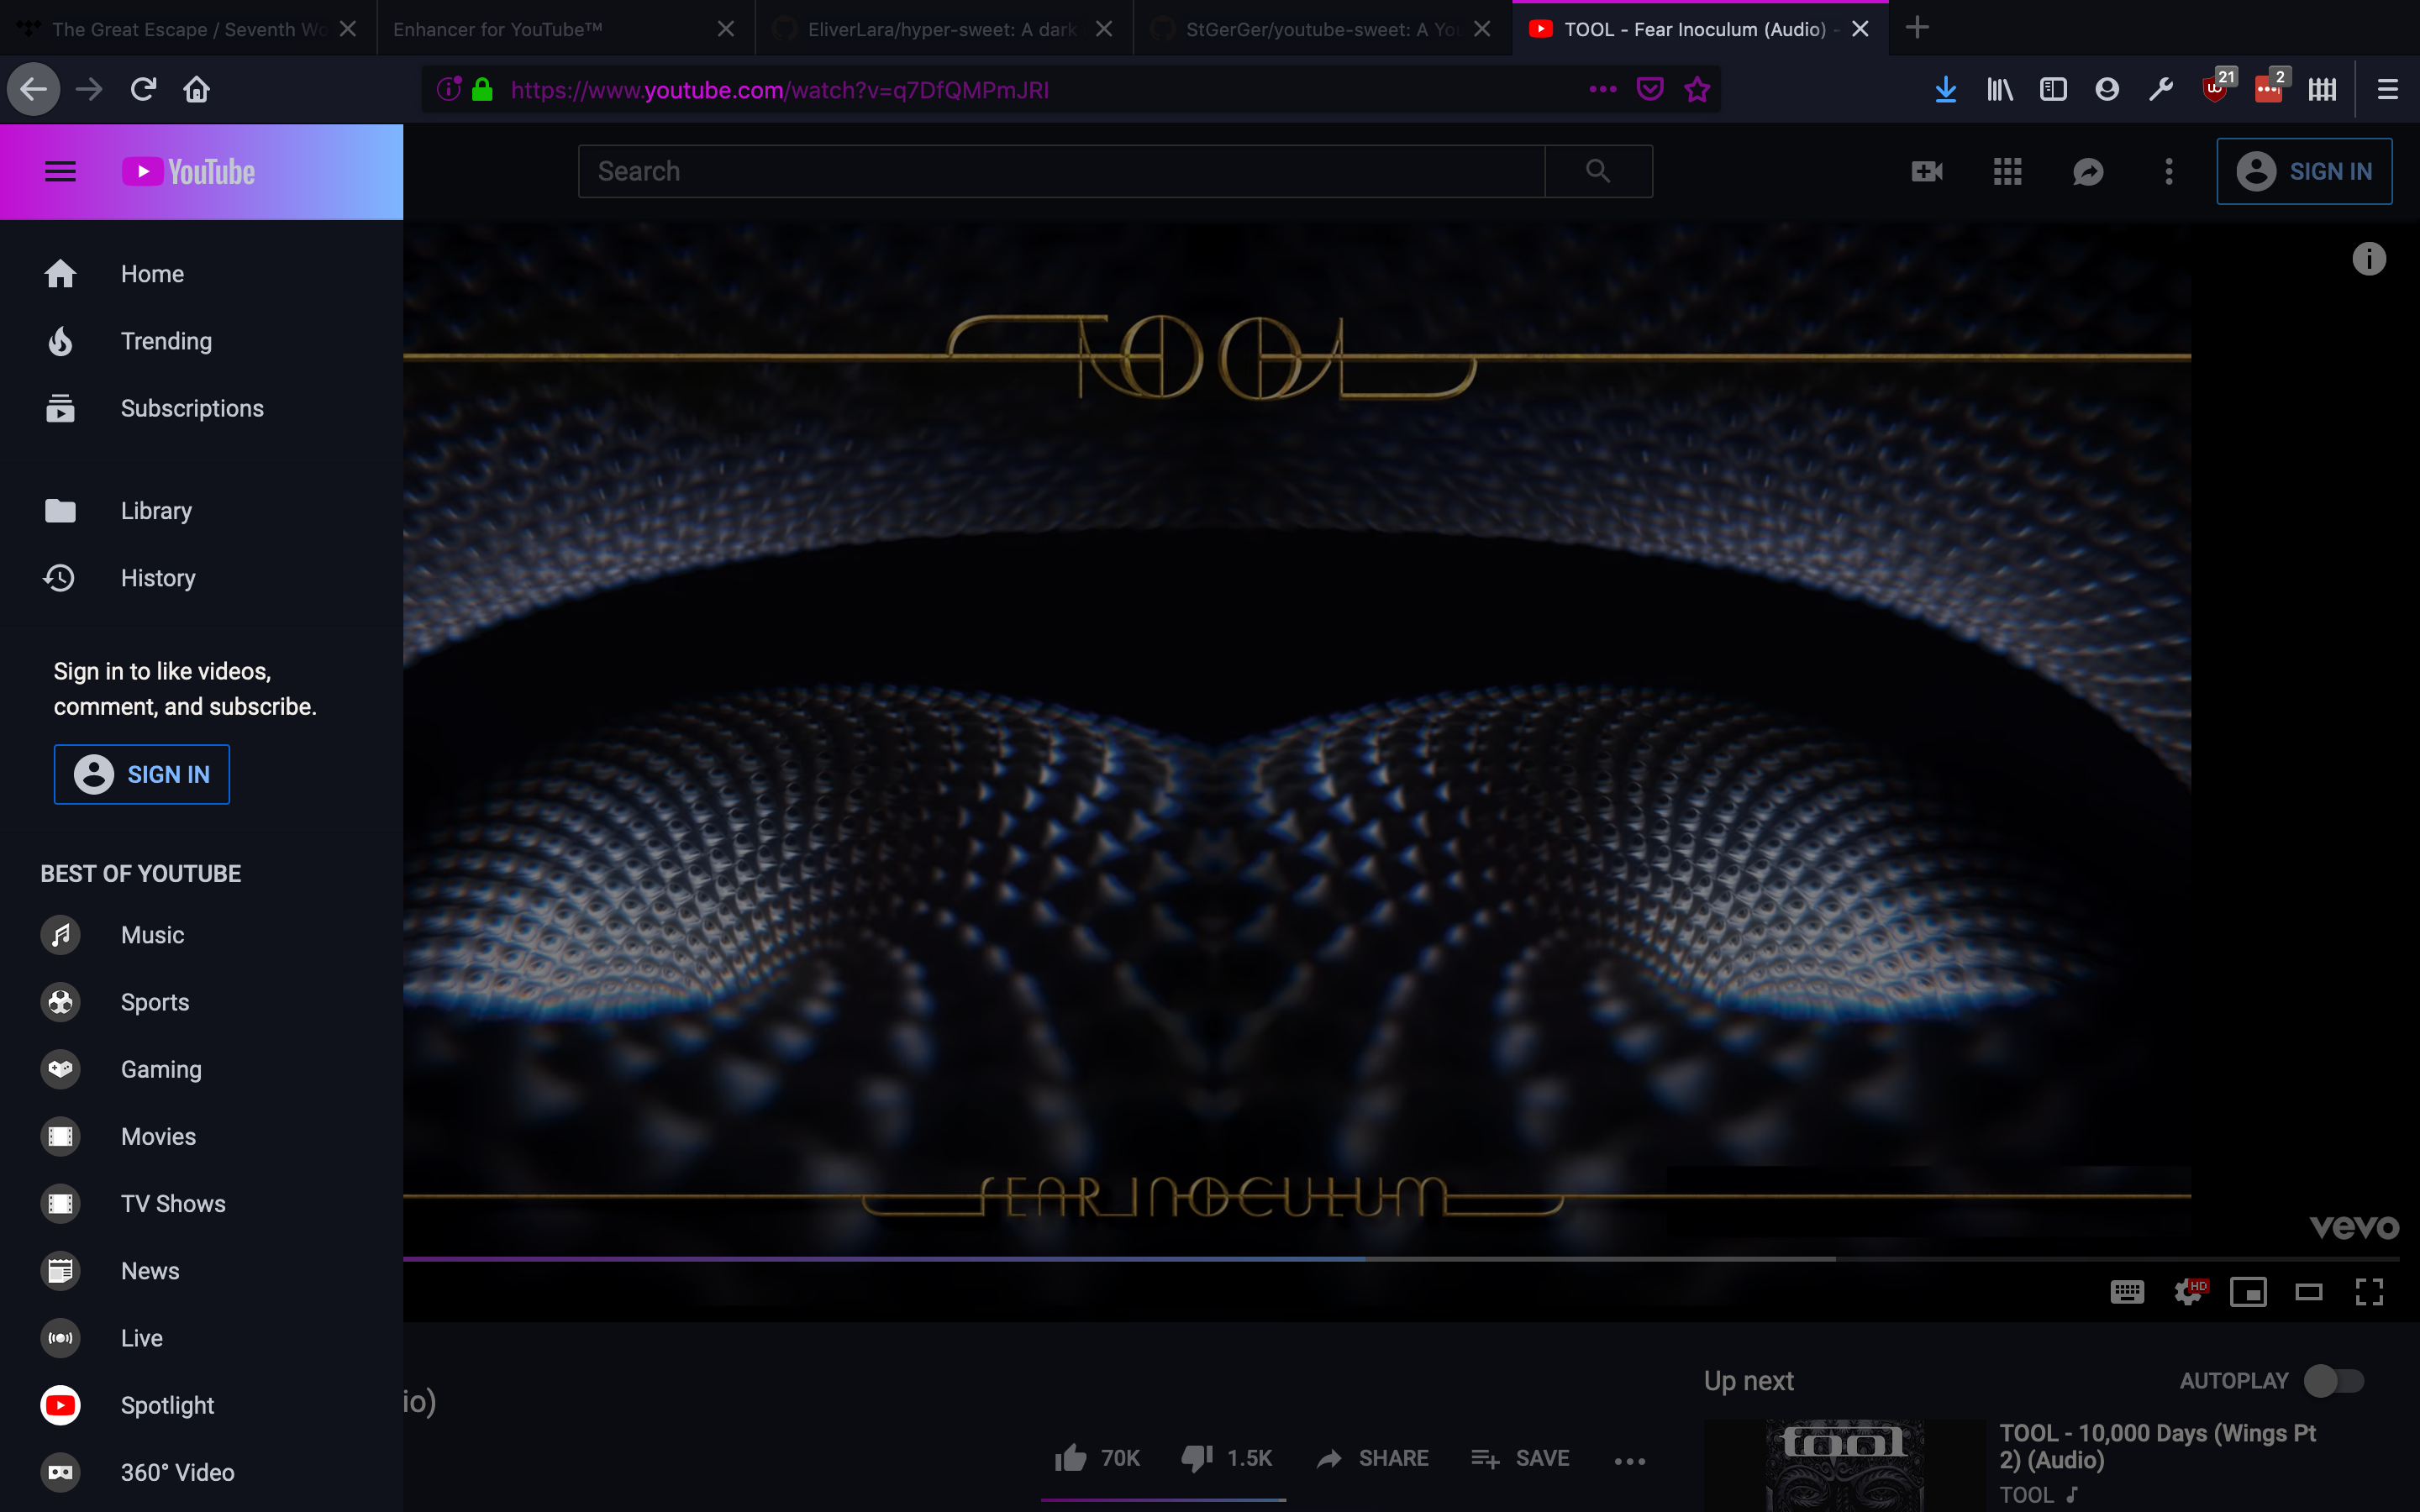 The Great Escape / Seventh Wo
Enhancer for YouTube™
EliverLara/hyper-sweet: A dark
StGerGer/youtube-sweet: A You
TOOL - Fear Inoculum (Audio) -
https://www.youtube.com/watch?v=q7DfQMPmJRI
21
2
YouTube
Search
SIGN IN
Home
Trending
Subscriptions
Library
History
Sign in to like videos,
comment, and subscribe.
SIGN IN
BEST OF YOUTUBE
Music
Sports
Gaming
Movies
TV Shows
News
Live
Spotlight
360° Video
TOOL
FEAR INOCULUM
vevo
HD
io)
70K
1.5K
SHARE
SAVE
Up next
AUTOPLAY
tool
TOOL - 10,000 Days (Wings Pt
2) (Audio)
TOOL